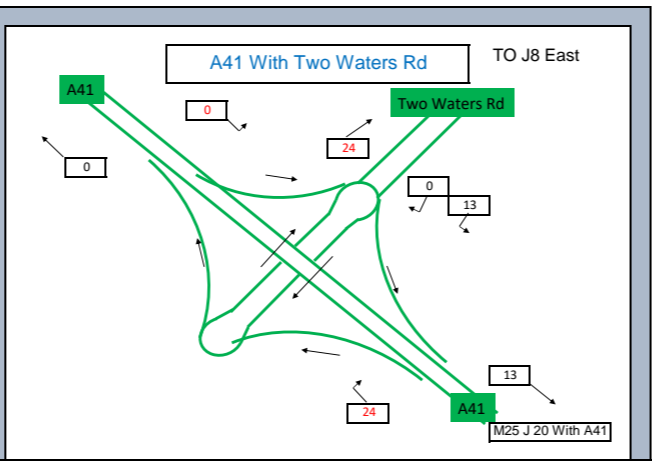 A41 With Two Waters Rd
TO J8 East
A41
Two Waters Rd
0
24
0
0
13
13
24
A41
M25 J 20 With A41